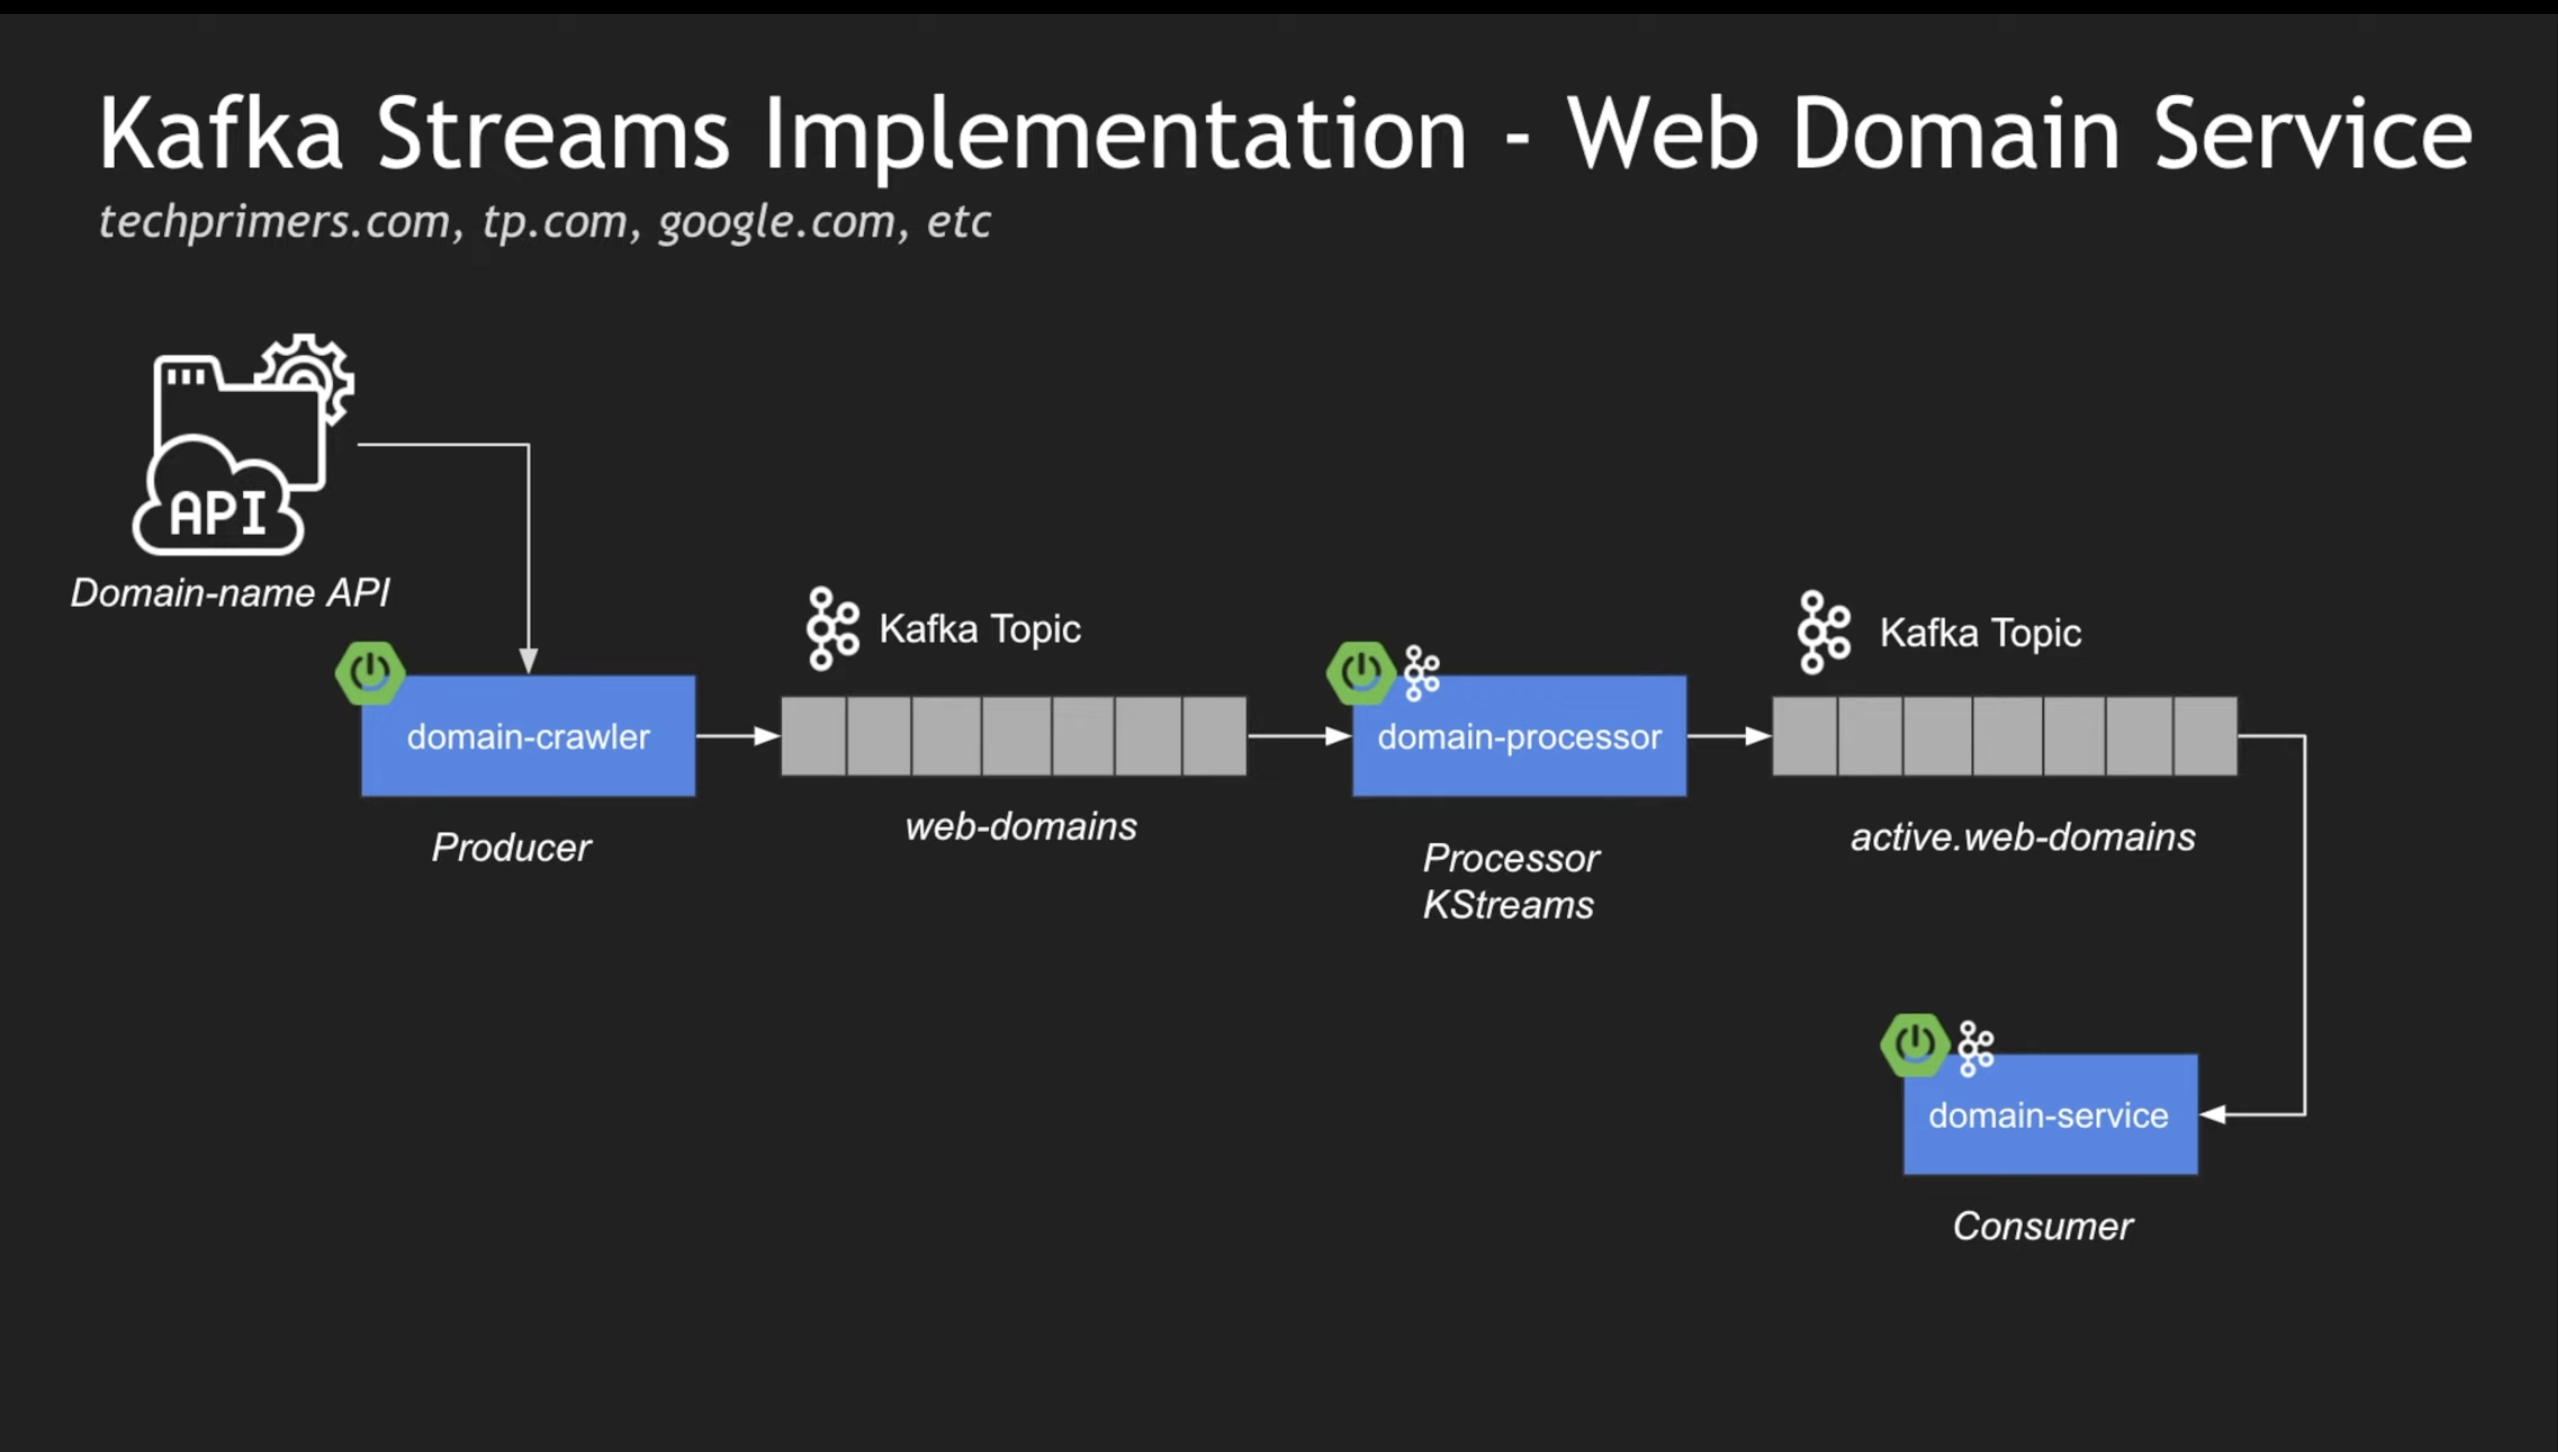 Kafka Streams Implementation - Web Domain Service
techprimers.com, tp.com, google.com, etc
API
Domain-name API
Kafka Topic
Kafka Topic
domain-crawler
domain-processor
Producer
web-domains
Processor
KStreams
active.web-domains
domain-service
Consumer